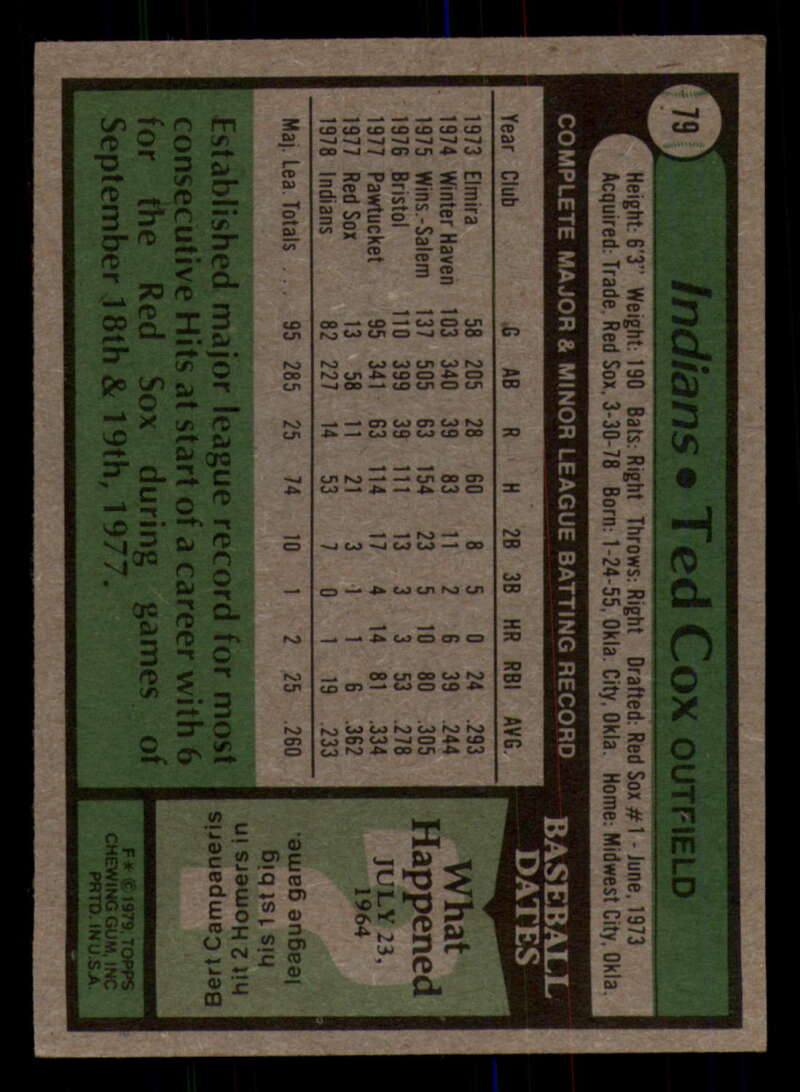 79
Indians • Ted Cox OUTFIELD
Height: 6'3" Weight: 190 Bats: Right Throws: Right Drafted: Red Sox #1 - June, 1973
Acquired: Trade, Red Sox, 3-30-78 Born: 1-24-55, Okla. City, Okla. Home: Midwest City, Okla.
COMPLETE MAJOR & MINOR LEAGUE BATTING RECORD
Year Club G AB R H 2B 3B HR RBI AVG.
1973 Elmira 58 205 28 60 8 5 0 24 .293
1974 Winter Haven 103 340 39 83 11 2 6 39 .244
1975 Wins.-Salem 137 505 63 154 23 5 10 80 .305
1976 Bristol 110 399 39 111 13 3 3 53 .278
1977 Pawtucket 95 341 63 114 17 4 14 81 .334
1977 Red Sox 13 58 11 21 3 1 1 6 .362
1978 Indians 82 227 14 53 7 0 1 19 .233
Maj. Lea. Totals . . . 95 285 25 74 10 1 2 25 .260
Established major league record for most
consecutive Hits at start of a career with 6
for the Red Sox during games of
September 18th & 19th, 1977.
BASEBALL
DATES
What
Happened
JULY 23,
1964
Bert Campaneris
hit 2 Homers in
his 1st big
league game.
F* © 1979, TOPPS
CHEWING GUM, INC
PRTD. IN U.S.A.